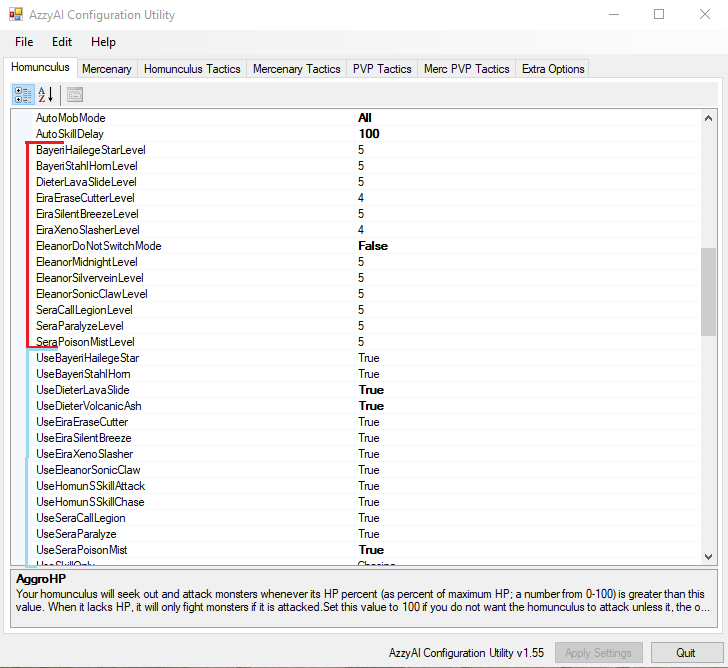 AzzyAI Configuration Utility
File Edit Help
Homunculus Mercenary Homunculus Tactics Mercenary Tactics PVP Tactics Merc PVP Tactics Extra Options
AutoMobMode All
AutoSkillDelay 100
BayeriHailegeStarLevel 5
BayeriStahlHornLevel 5
DieterLavaSlideLevel 5
EiraEraseCutterLevel 4
EiraSilentBreezeLevel 5
EiraXenoSlasherLevel 4
EleanorDoNotSwitchMode False
EleanorMidnightLevel 5
EleanorSilverveinLevel 5
EleanorSonicClawLevel 5
SeraCallLegionLevel 5
SeraParalyzeLevel 5
SeraPoisonMistLevel 5
UseBayeriHailegeStar True
UseBayeriStahlHorn True
UseDieterLavaSlide True
UseDieterVolcanicAsh True
UseEiraEraseCutter True
UseEiraSilentBreeze True
UseEiraXenoSlasher True
UseEleanorSonicClaw True
UseHomunSSkillAttack True
UseHomunSSkillChase True
UseSeraCallLegion True
UseSeraParalyze True
UseSeraPoisonMist True
UseSkillOnly Chasing
AggroHP
Your homunculus will seek out and attack monsters whenever its HP percent (as percent of maximum HP; a number from 0-100) is greater than this
value. When it lacks HP, it will only fight monsters if it is attacked.Set this value to 100 if you do not want the homunculus to attack unless it, the o...
AzzyAI Configuration Utility v1.55 Apply Settings Quit